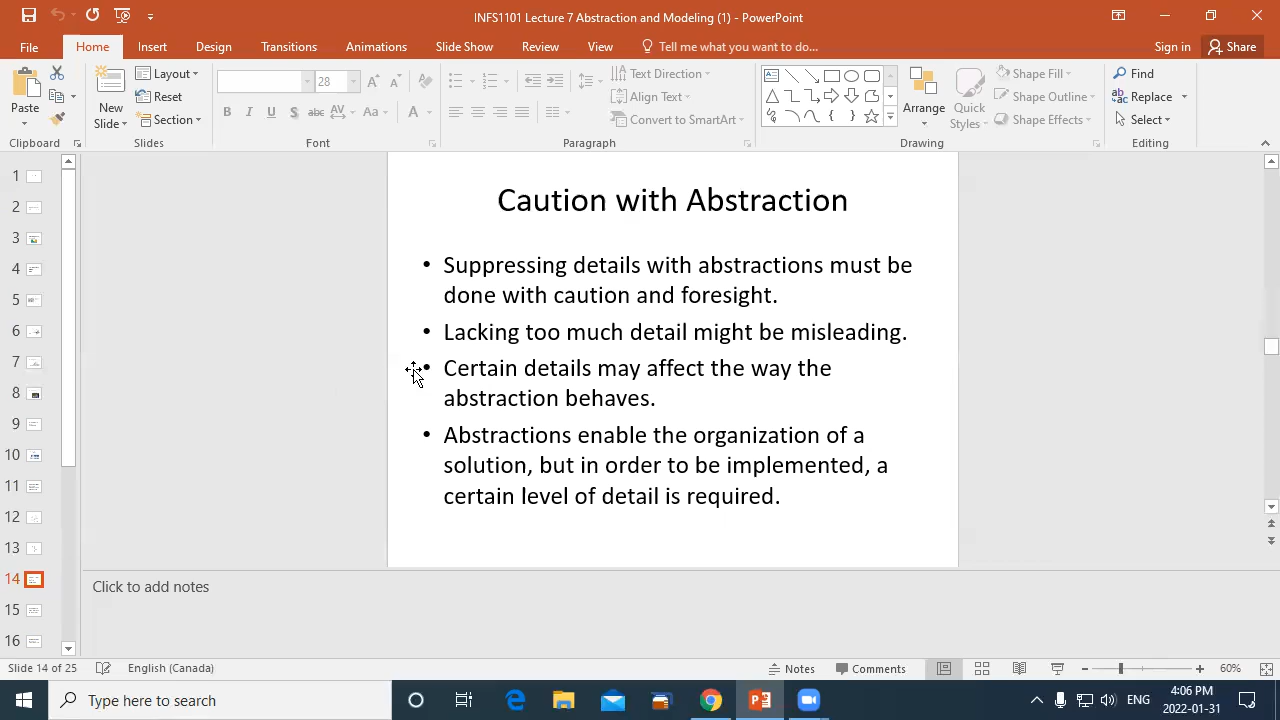 INFS1101 Lecture 7 Abstraction and Modeling (1) - PowerPoint
File Home Insert Design Transitions Animations Slide Show Review View Tell me what you want to do... Sign in Share
Paste
New Slide
Layout
Reset
Section
28
B I U S abc AV Aa A
Text Direction
Align Text
Convert to SmartArt
Arrange
Quick Styles
Shape Fill
Shape Outline
Shape Effects
Find
Replace
Select
Clipboard Slides Font Paragraph Drawing Editing
1
2
3
4
5
6
7
8
9
10
11
12
13
14
15
16
Caution with Abstraction
• Suppressing details with abstractions must be
done with caution and foresight.
• Lacking too much detail might be misleading.
• Certain details may affect the way the
abstraction behaves.
• Abstractions enable the organization of a
solution, but in order to be implemented, a
certain level of detail is required.
Click to add notes
Slide 14 of 25 English (Canada) Notes Comments 60%
Type here to search
ENG
4:06 PM
2022-01-31